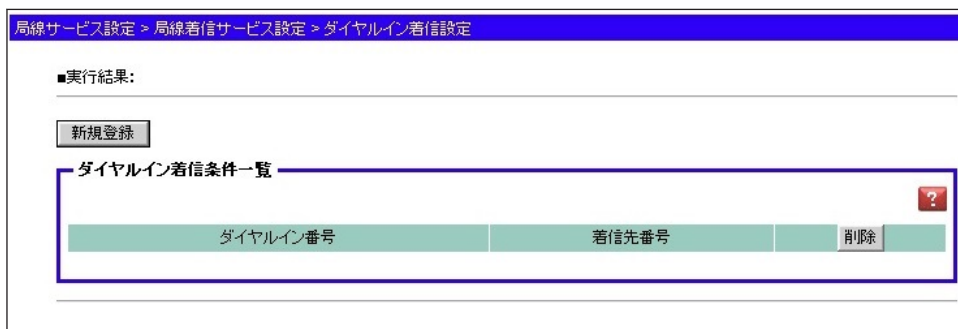 局線サービス設定 > 局線着信サービス設定 > ダイヤルイン着信設定
■実行結果:
新規登録
ダイヤルイン着信条件一覧
?
ダイヤルイン番号 着信先番号 削除